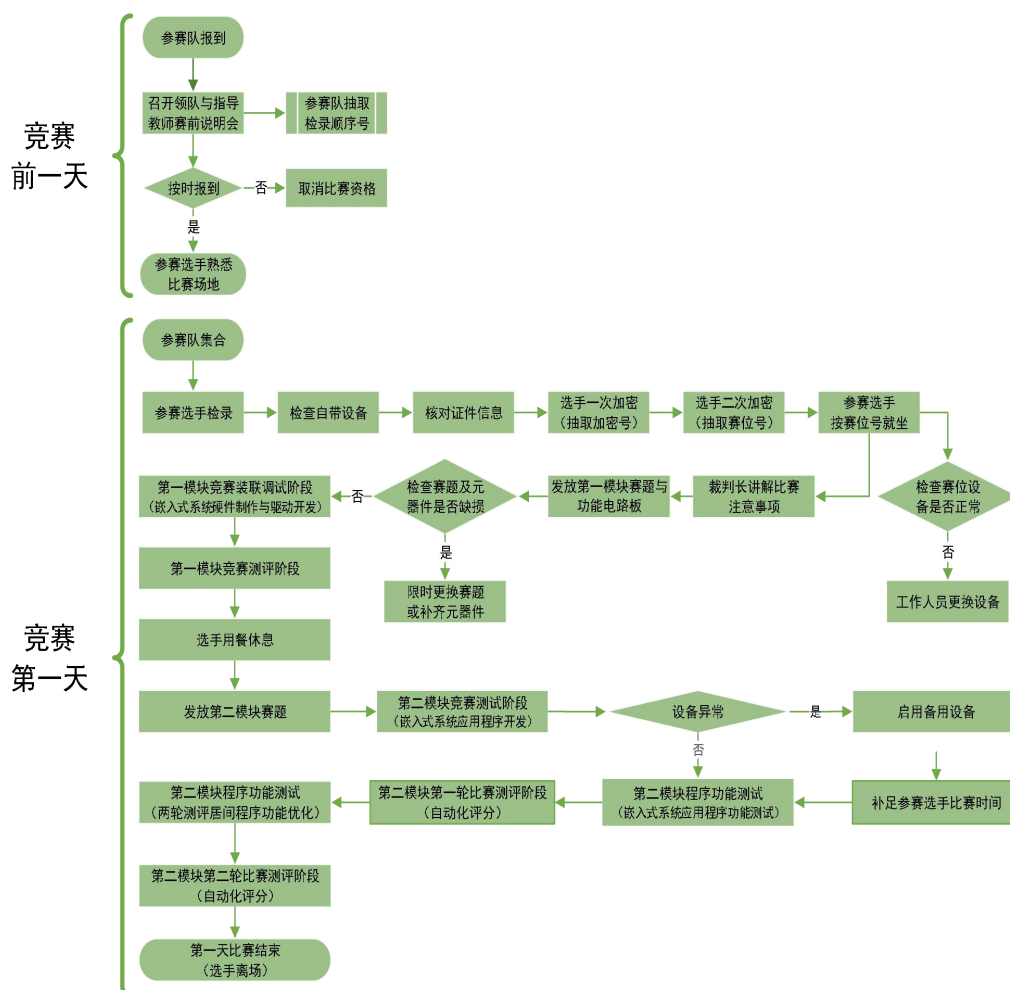 竞赛
前一天
参赛队报到
召开领队与指导
教师赛前说明会
参赛队抽取
检录顺序号
按时报到
否
取消比赛资格
是
参赛选手熟悉
比赛场地
竞赛
第一天
参赛队集合
参赛选手检录
检查自带设备
核对证件信息
选手一次加密
（抽取加密号）
选手二次加密
（抽取赛位号）
参赛选手
按赛位号就坐
检查赛位设
备是否正常
否
工作人员更换设备
裁判长讲解比赛
注意事项
发放第一模块赛题与
功能电路板
检查赛题及元
器件是否缺损
是
限时更换赛题
或补齐元器件
否
第一模块竞赛装联调试阶段
（嵌入式系统硬件制作与驱动开发）
第一模块竞赛测评阶段
选手用餐休息
发放第二模块赛题
第二模块竞赛测试阶段
（嵌入式系统应用程序开发）
设备异常
是
启用备用设备
否
补足参赛选手比赛时间
第二模块程序功能测试
（嵌入式系统应用程序功能测试）
第二模块第一轮比赛测评阶段
（自动化评分）
第二模块程序功能测试
（两轮测评居间程序功能优化）
第二模块第二轮比赛测评阶段
（自动化评分）
第一天比赛结束
（选手离场）